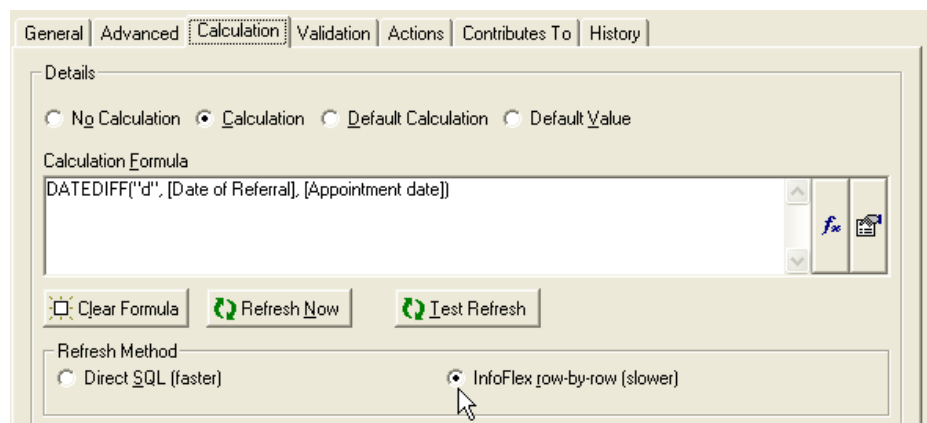 General Advanced Calculation Validation Actions Contributes To History
Details
No Calculation Calculation Default Calculation Default Value
Calculation Formula
DATEDIFF("d", [Date of Referral], [Appointment date])
fx
Clear Formula Refresh Now Test Refresh
Refresh Method
Direct SQL (faster) InfoFlex row-by-row (slower)